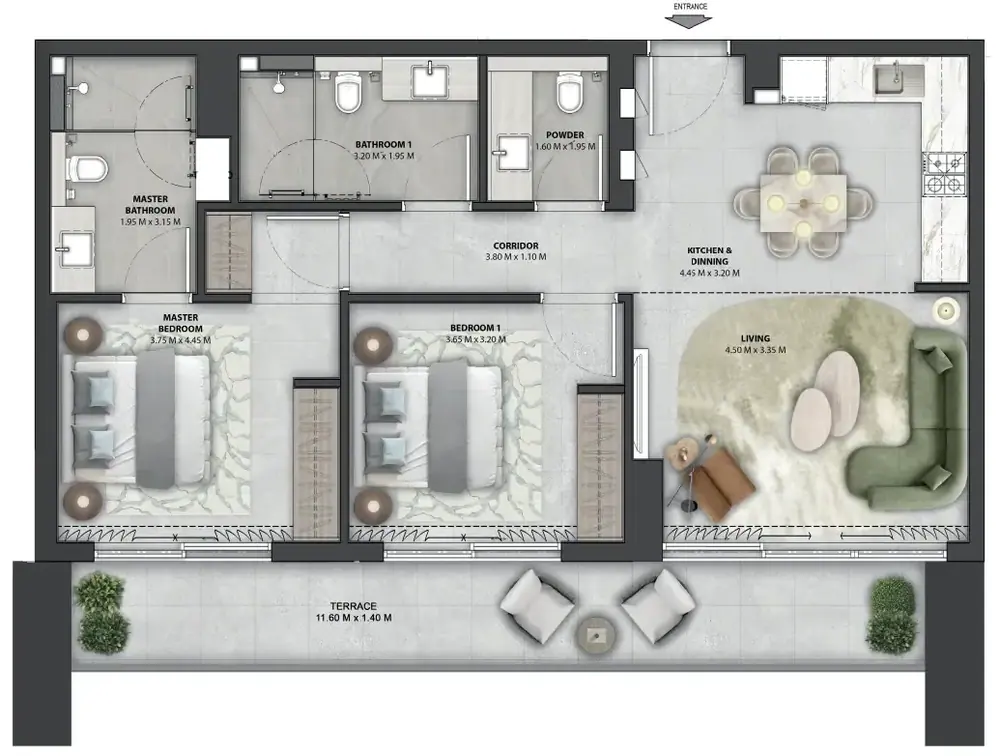 ENTRANCE
BATHROOM 1
3.20 M x 1.95 M
POWDER
1.60 M x 1.95 M
MASTER
BATHROOM
1.95 M x 3.15 M
CORRIDOR
3.80 M x 1.10 M
KITCHEN &
DINNING
4.45 M x 3.20 M
MASTER
BEDROOM
3.75 M x 4.45 M
BEDROOM 1
3.65 M x 3.20 M
LIVING
4.50 M x 3.35 M
X
X
TERRACE
11.60 M x 1.40 M